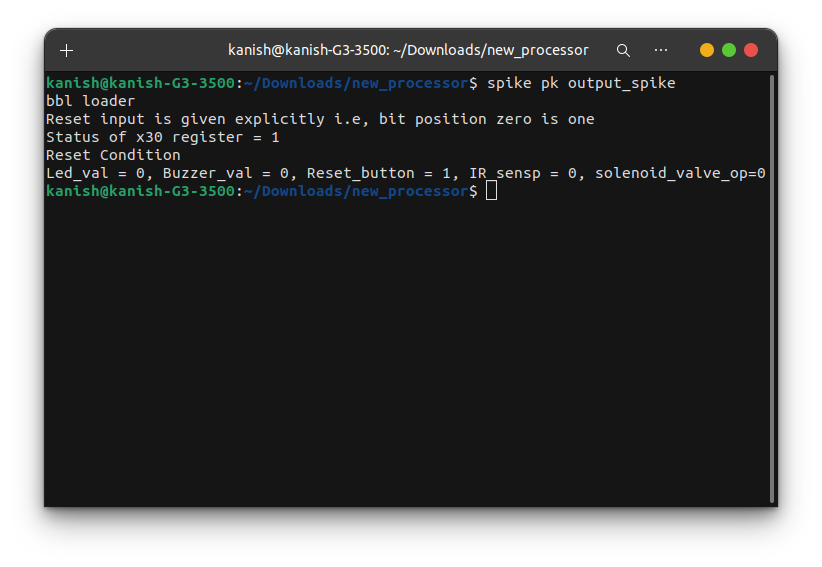 kanish@kanish-G3-3500: ~/Downloads/new_processor
kanish@kanish-G3-3500:~/Downloads/new_processor$ spike pk output_spike
bbl loader
Reset input is given explicitly i.e, bit position zero is one
Status of x30 register = 1
Reset Condition
Led_val = 0, Buzzer_val = 0, Reset_button = 1, IR_sensp = 0, solenoid_valve_op=0
kanish@kanish-G3-3500:~/Downloads/new_processor$